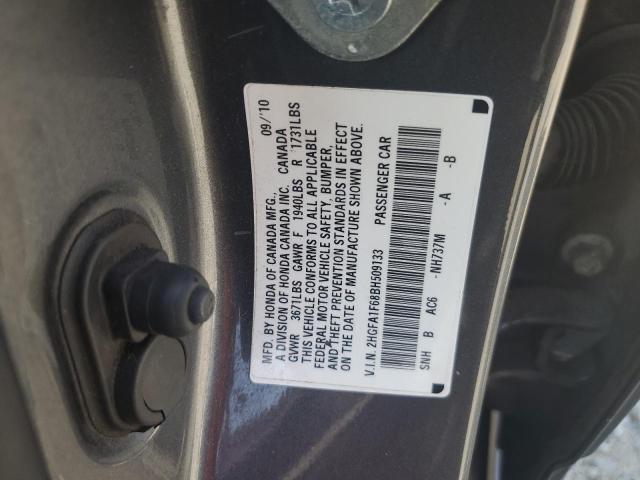 MFD. BY HONDA OF CANADA MFG., 09/'10
A DIVISION OF HONDA CANADA INC. CANADA
GVWR 3671LBS GAWR F 1940LBS R 1731LBS
THIS VEHICLE CONFORMS TO ALL APPLICABLE
FEDERAL MOTOR VEHICLE SAFETY, BUMPER,
AND THEFT PREVENTION STANDARDS IN EFFECT
ON THE DATE OF MANUFACTURE SHOWN ABOVE.
V.I.N. 2HGFA1F68BH509133 PASSENGER CAR
SNH B AC6 -NH737M -A -B